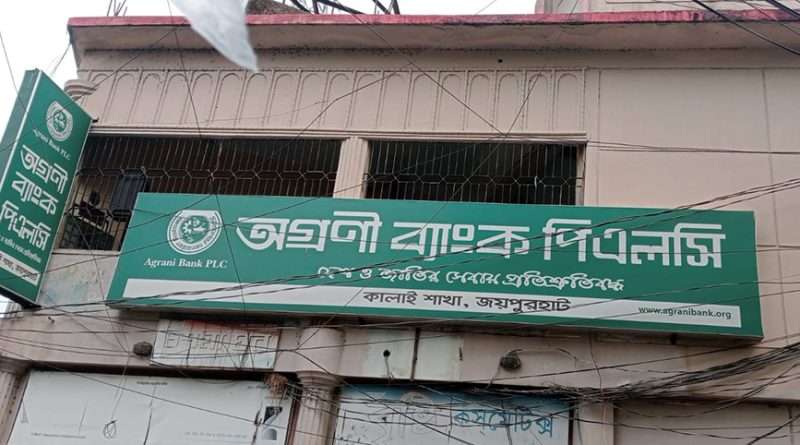 Agrani Bank PLC
অগ্রণী
ব্যাংক
পিএলসি
অগ্রণী ব্যাংক পিএলসি
Agrani Bank PLC
দেশ ও জাতির সেবায় প্রতিশ্রুতিবদ্ধ
কালাই শাখা, জয়পুরহাট
www.agranibank.org
কসমেটিক্স